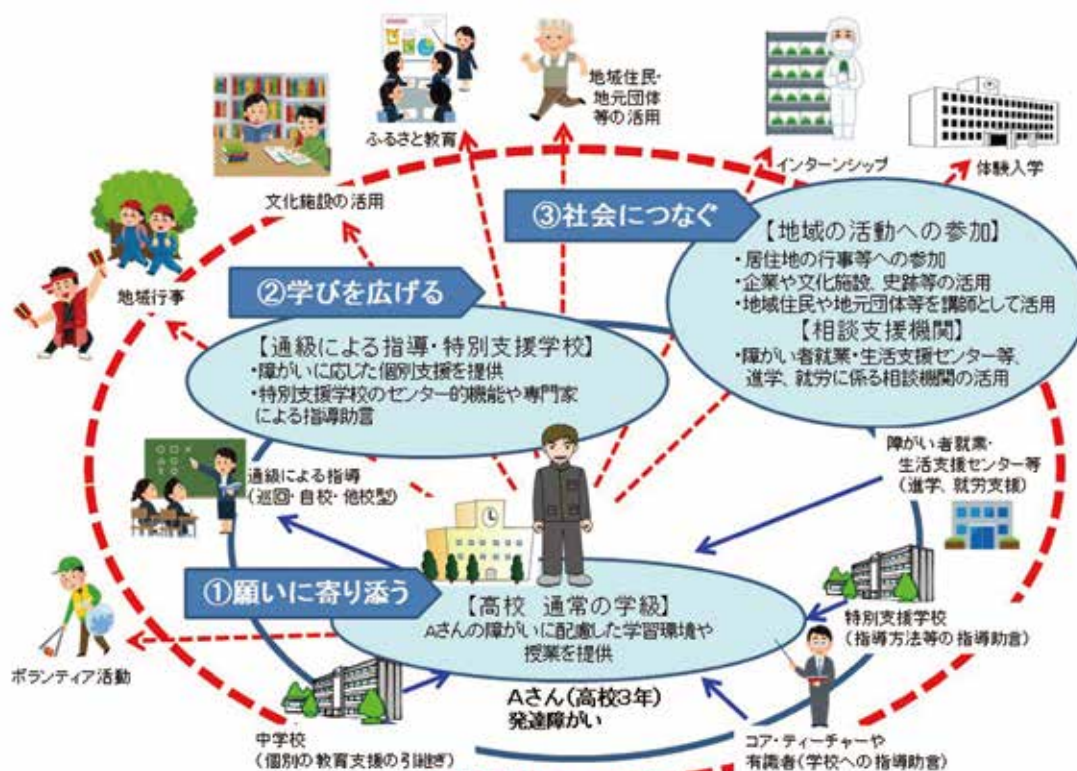 ふるさと教育
地域住民・
地元団体
等の活用
インターンシップ
体験入学
文化施設の活用
地域行事
③社会につなぐ
【地域の活動への参加】
・居住地の行事等への参加
・企業や文化施設、史跡等の活用
・地域住民や地元団体等を講師として活用
【相談支援機関】
・障がい者就業・生活支援センター等、
進学、就労に係る相談機関の活用
②学びを広げる
【通級による指導・特別支援学校】
・障がいに応じた個別支援を提供
・特別支援学校のセンター的機能や専門家
による指導助言
通級による指導
(巡回・自校・他校型)
障がい者就業・
生活支援センター等
(進学、就労支援)
①願いに寄り添う
【高校 通常の学級】
Aさんの障がいに配慮した学習環境や
授業を提供
特別支援学校
(指導方法等の指導助言)
ボランティア活動
Aさん(高校3年)
発達障がい
中学校
(個別の教育支援の引継ぎ)
コア・ティーチャーや
有識者(学校への指導助言)